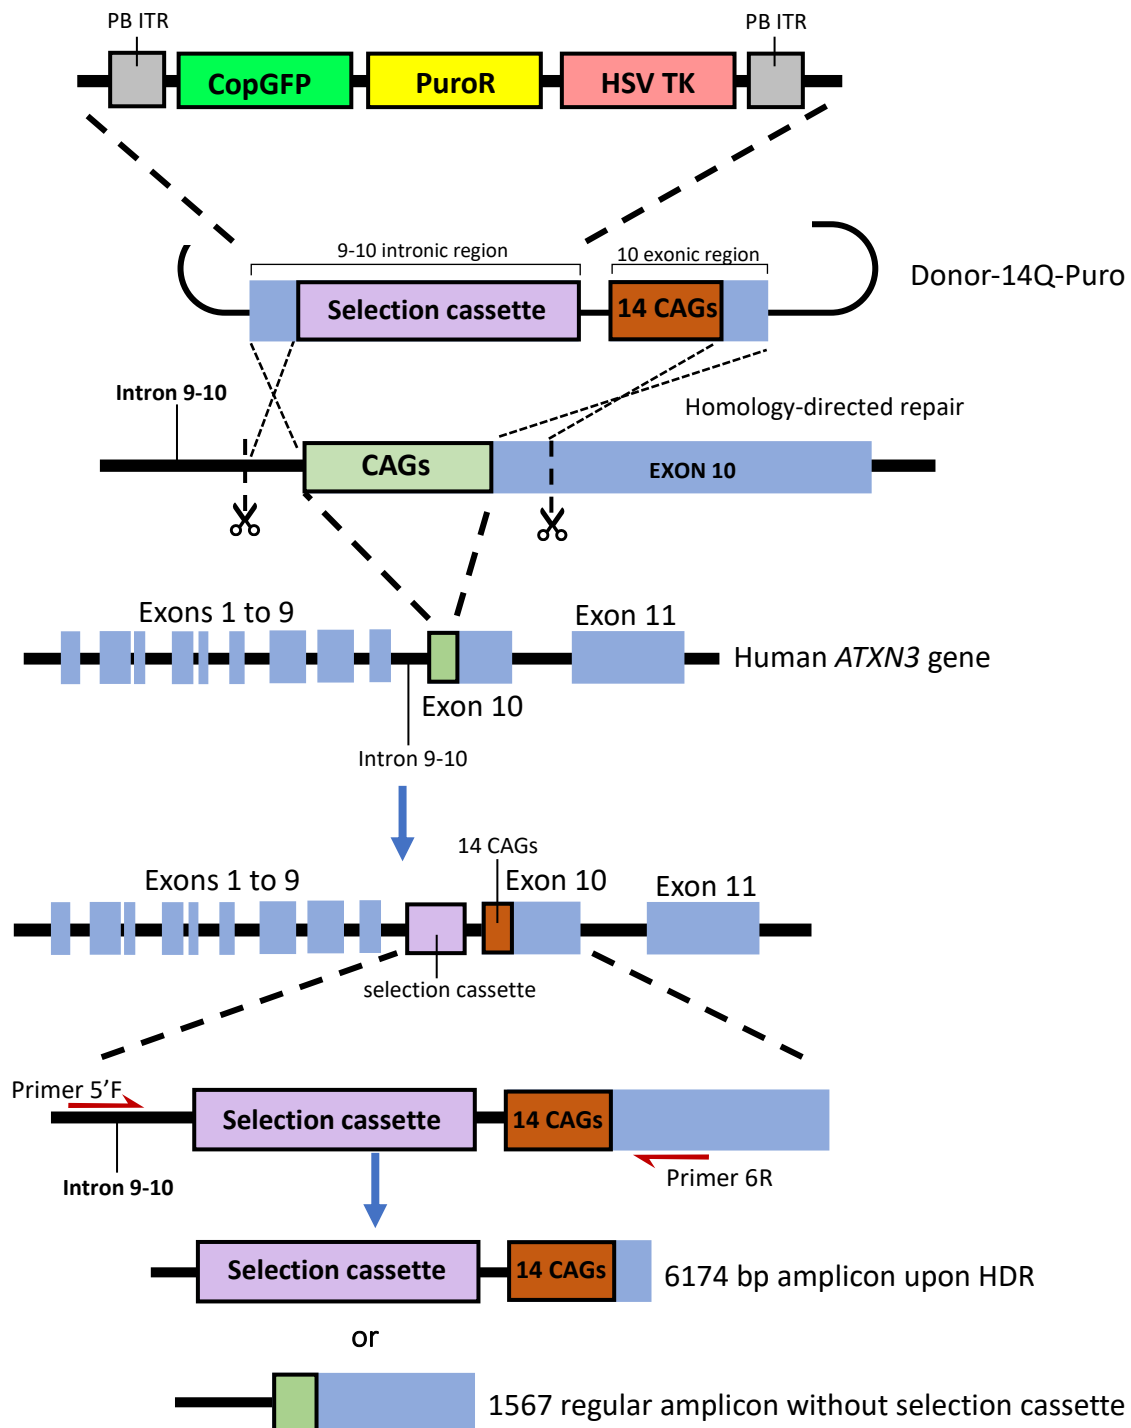 PB ITR
PB ITR
CopGFP
PuroR
HSV TK
9-10 intronic region
10 exonic region
Donor-14Q-Puro
Selection cassette
14 CAGs
Intron 9-10
Homology-directed repair
CAGs
EXON 10
Exons 1 to 9
Exon 11
Human ATXN3 gene
Exon 10
Intron 9-10
14 CAGs
Exons 1 to 9
Exon 10
Exon 11
selection cassette
Primer 5’F
Selection cassette
14 CAGs
Primer 6R
Intron 9-10
Selection cassette
14 CAGs
6174 bp amplicon upon HDR
or
1567 regular amplicon without selection cassette